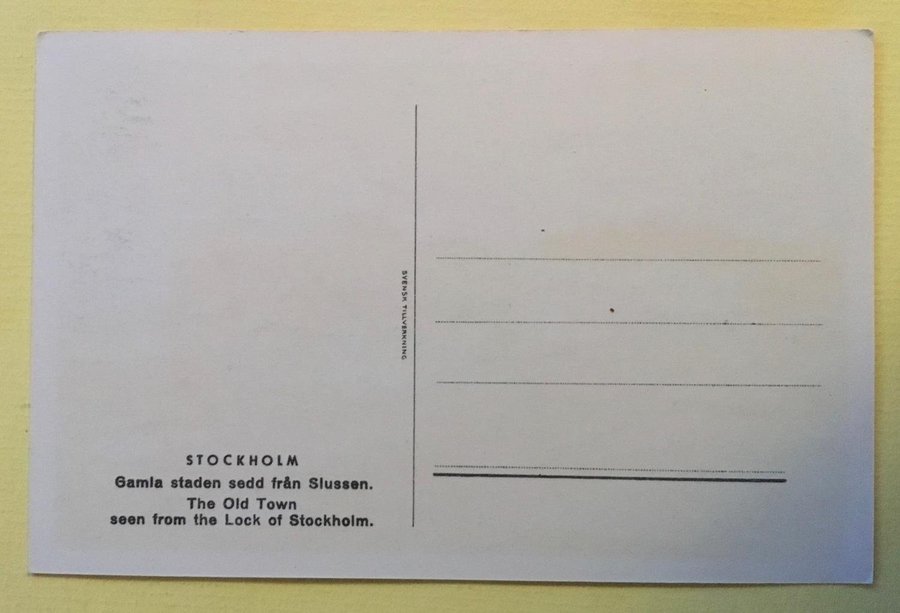 STOCKHOLM
Gamla staden sedd från Slussen.
The Old Town
seen from the Lock of Stockholm.
SVENSK TILLVERKNING